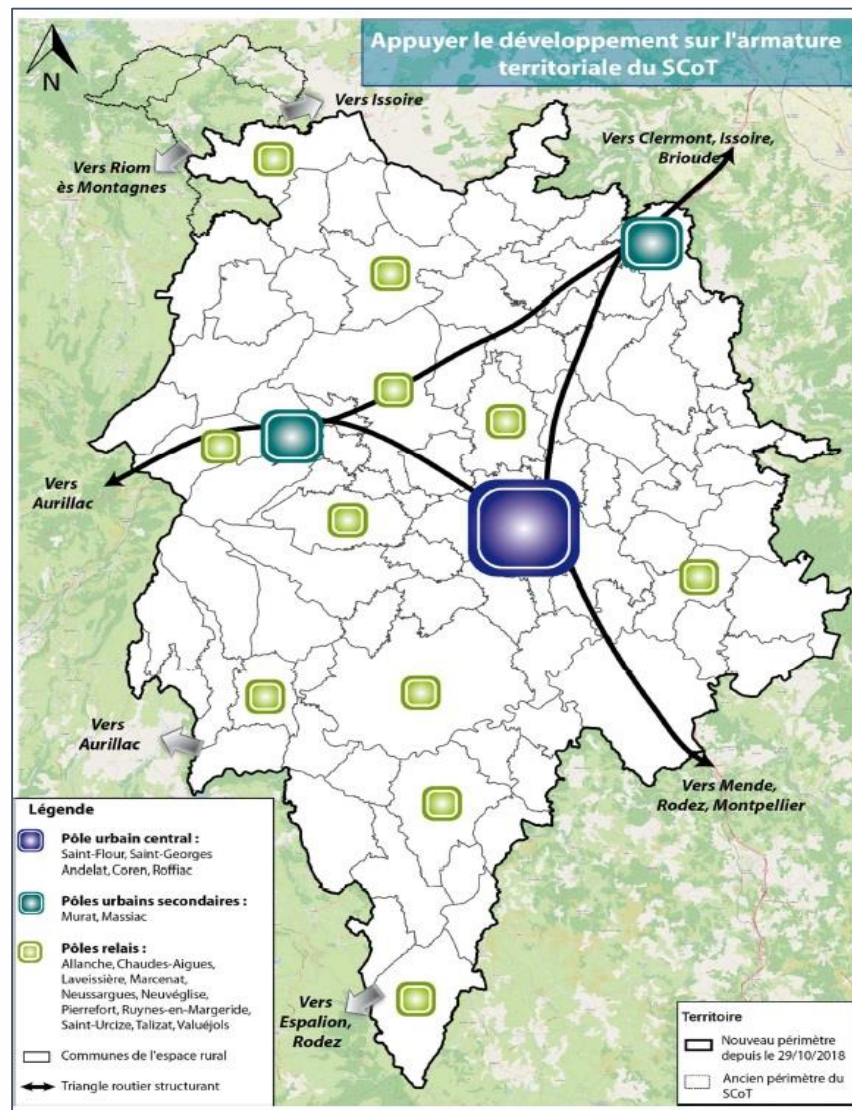 Appuyer le développement sur l'armature
territoriale du SCoT
N
Vers Issoire
Vers Clermont, Issoire,
Brioude
Vers Riom
ès Montagnes
Vers
Aurillac
Vers
Aurillac
Vers Mende,
Rodez, Montpellier
Vers
Espalion,
Rodez
Légende
Pôle urbain central :
Saint-Flour, Saint-Georges
Andelat, Coren, Roffiac
Pôles urbains secondaires :
Murat, Massiac
Pôles relais :
Allanche, Chaudes-Aigues,
Laveissière, Marcenat,
Neussargues, Neuvéglise,
Pierrefort, Ruynes-en-Margeride,
Saint-Urcize, Talizat, Valuéjols
Communes de l'espace rural
Triangle routier structurant
Territoire
Nouveau périmètre
depuis le 29/10/2018
Ancien périmètre du
SCoT